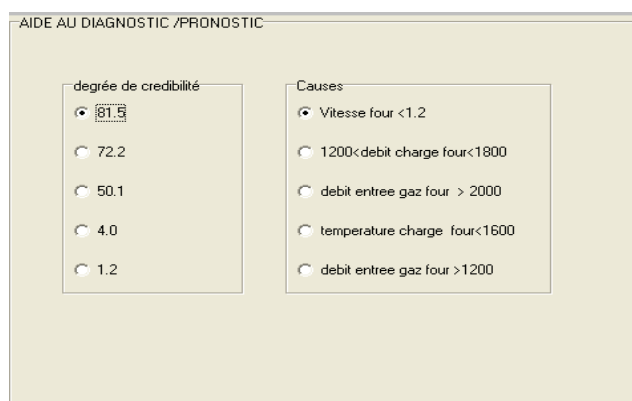 AIDE AU DIAGNOSTIC /PRONOSTIC
degrée de credibilité
81.5
72.2
50.1
4.0
1.2
Causes
Vitesse four <1.2
1200<debit charge four<1800
debit entree gaz four > 2000
temperature charge four<1600
debit entree gaz four >1200